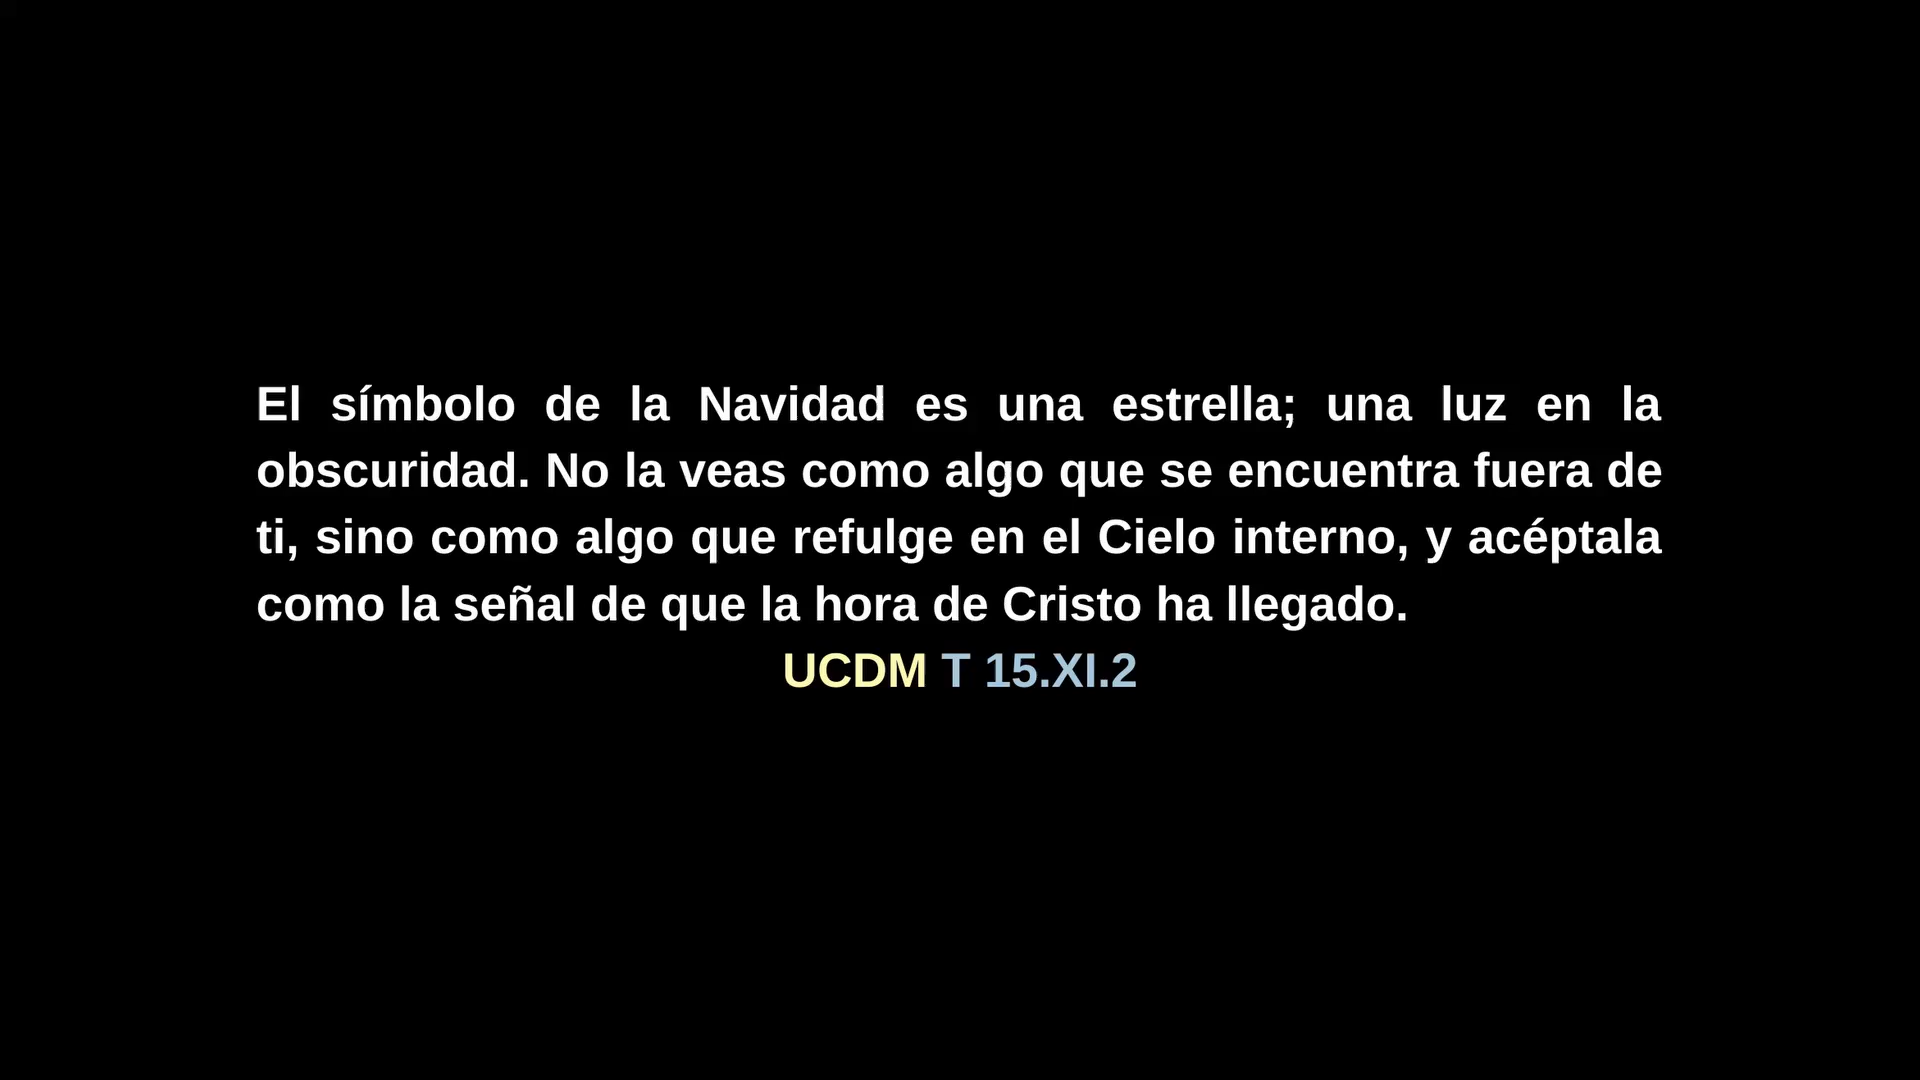 El símbolo de la Navidad es una estrella; una luz en la
obscuridad. No la veas como algo que se encuentra fuera de
ti, sino como algo que refulge en el Cielo interno, y acéptala
como la señal de que la hora de Cristo ha llegado.
UCDM T 15.XI.2